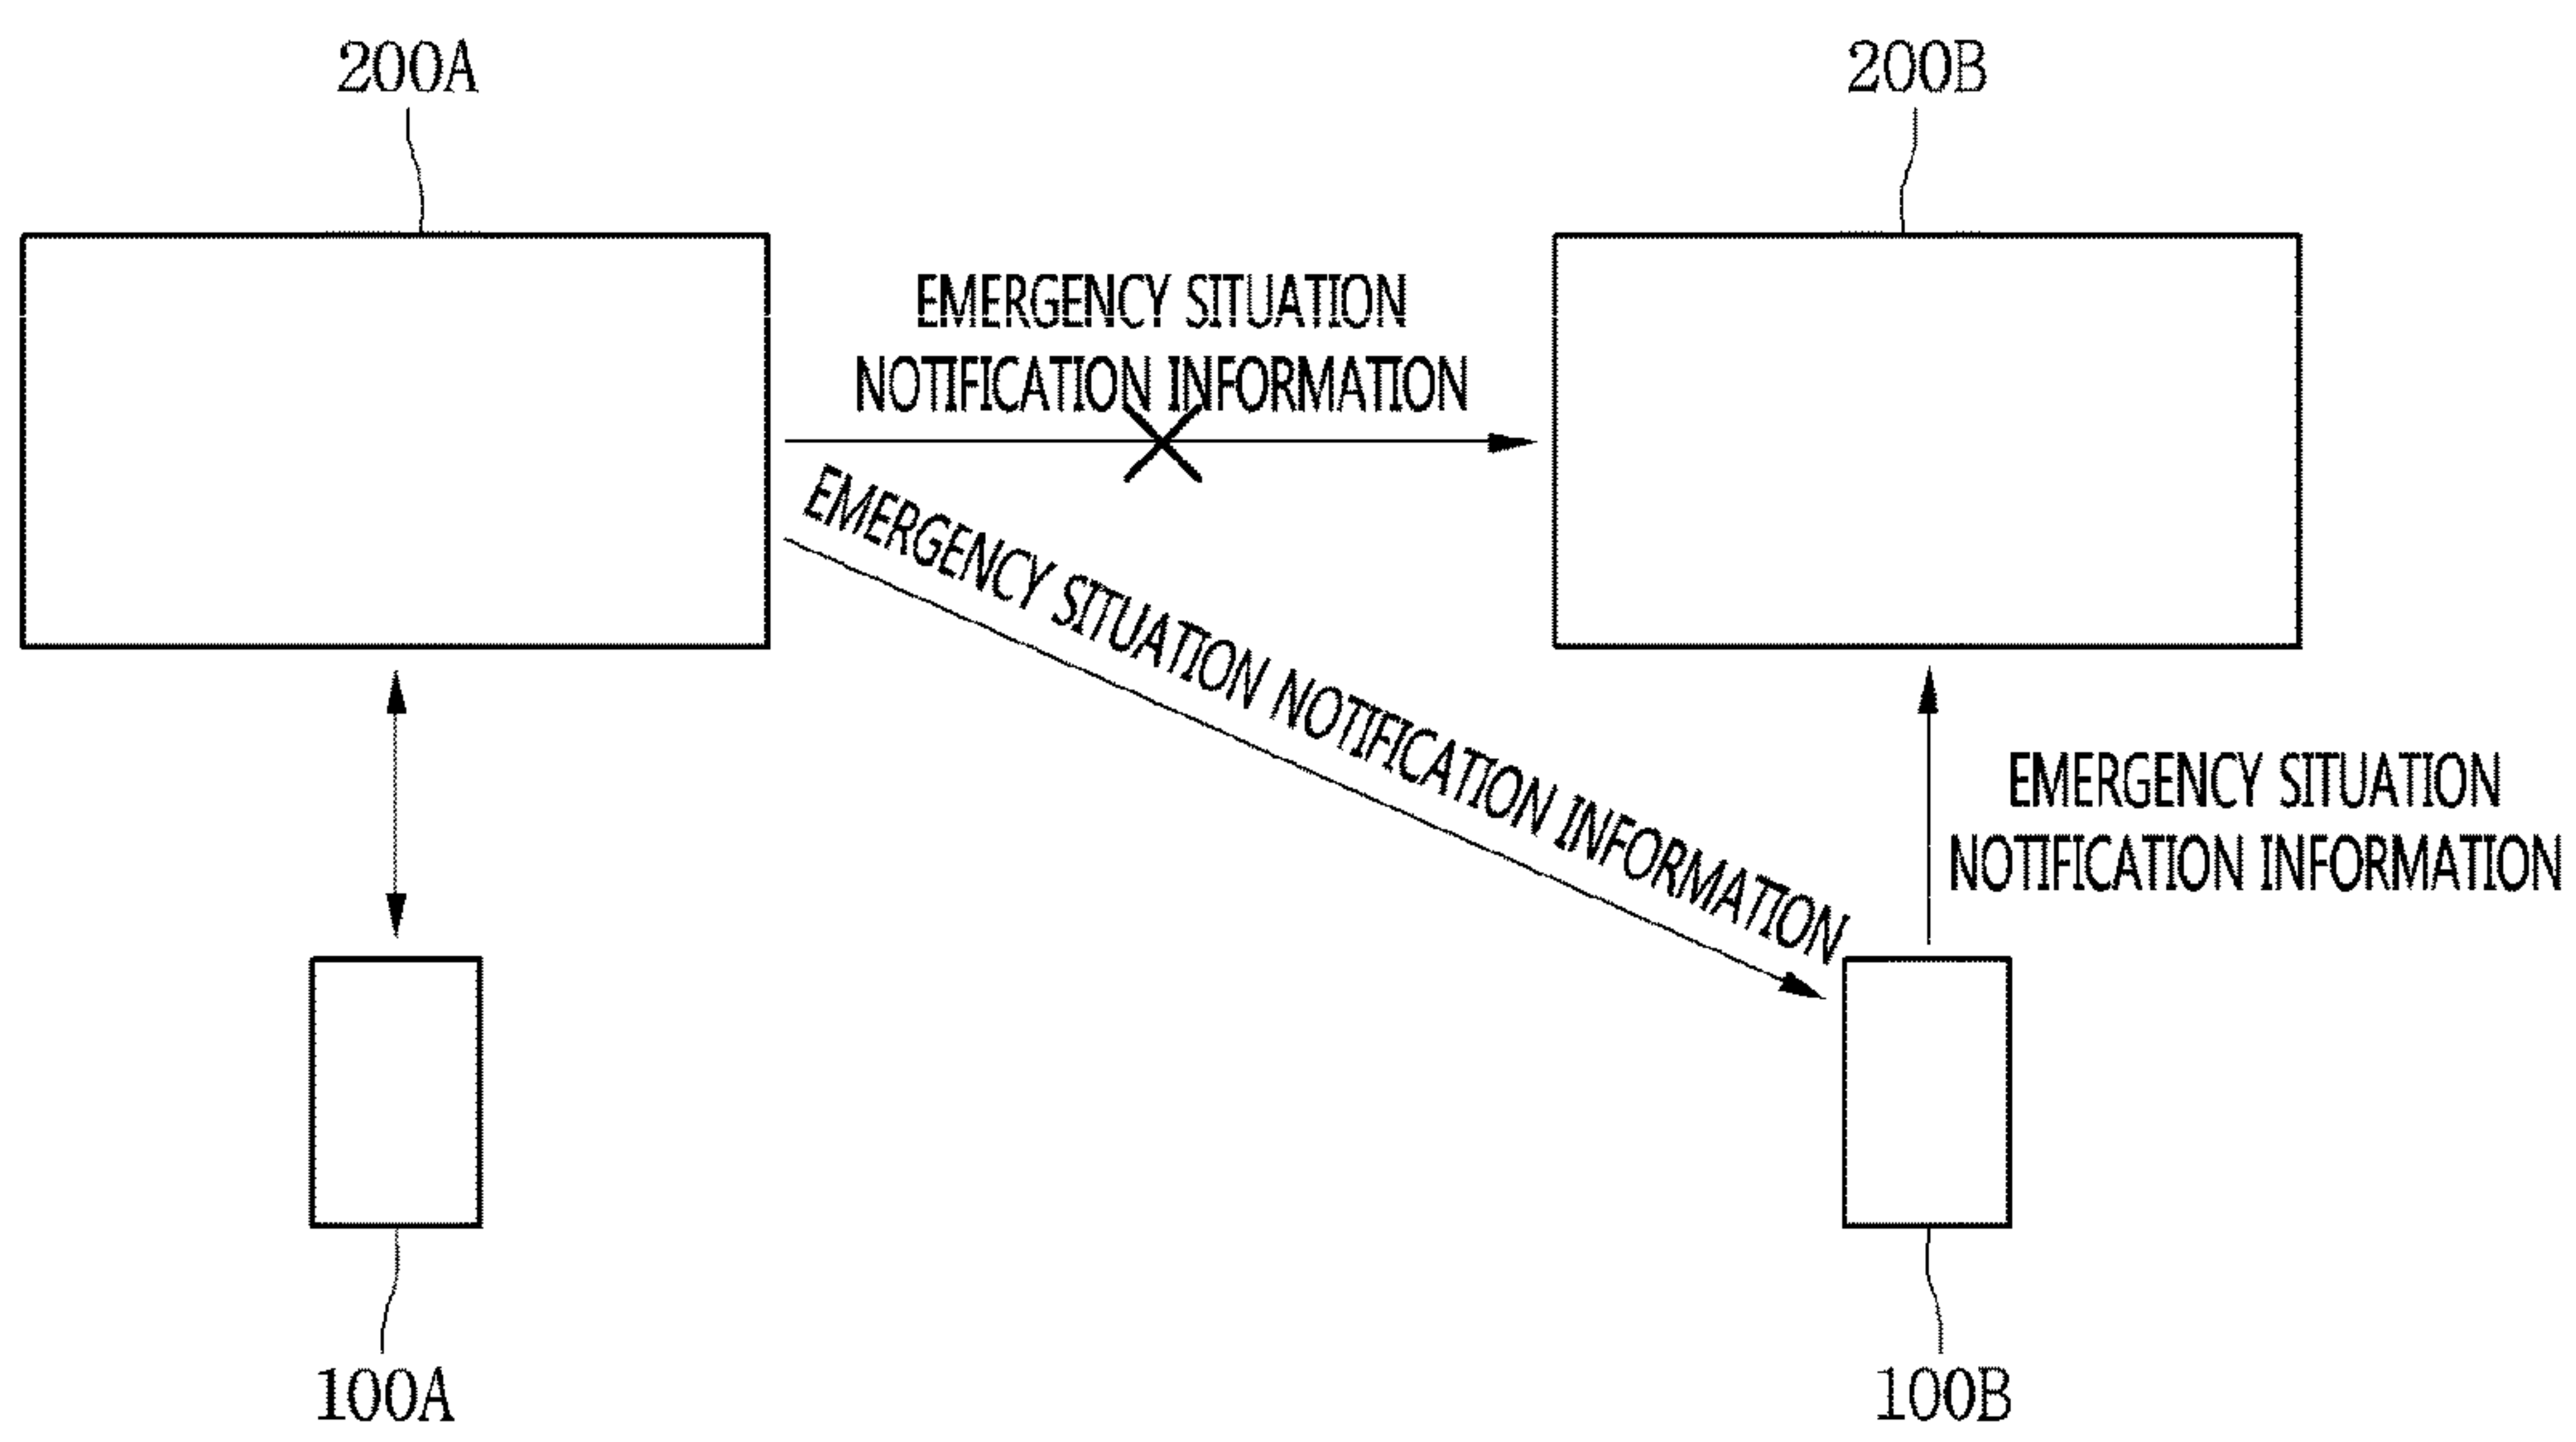 200A
200B
EMERGENCY SITUATION
NOTIFICATION INFORMATION
EMERGENCY SITUATION NOTIFICATION INFORMATION
EMERGENCY SITUATION
NOTIFICATION INFORMATION
100A
100B